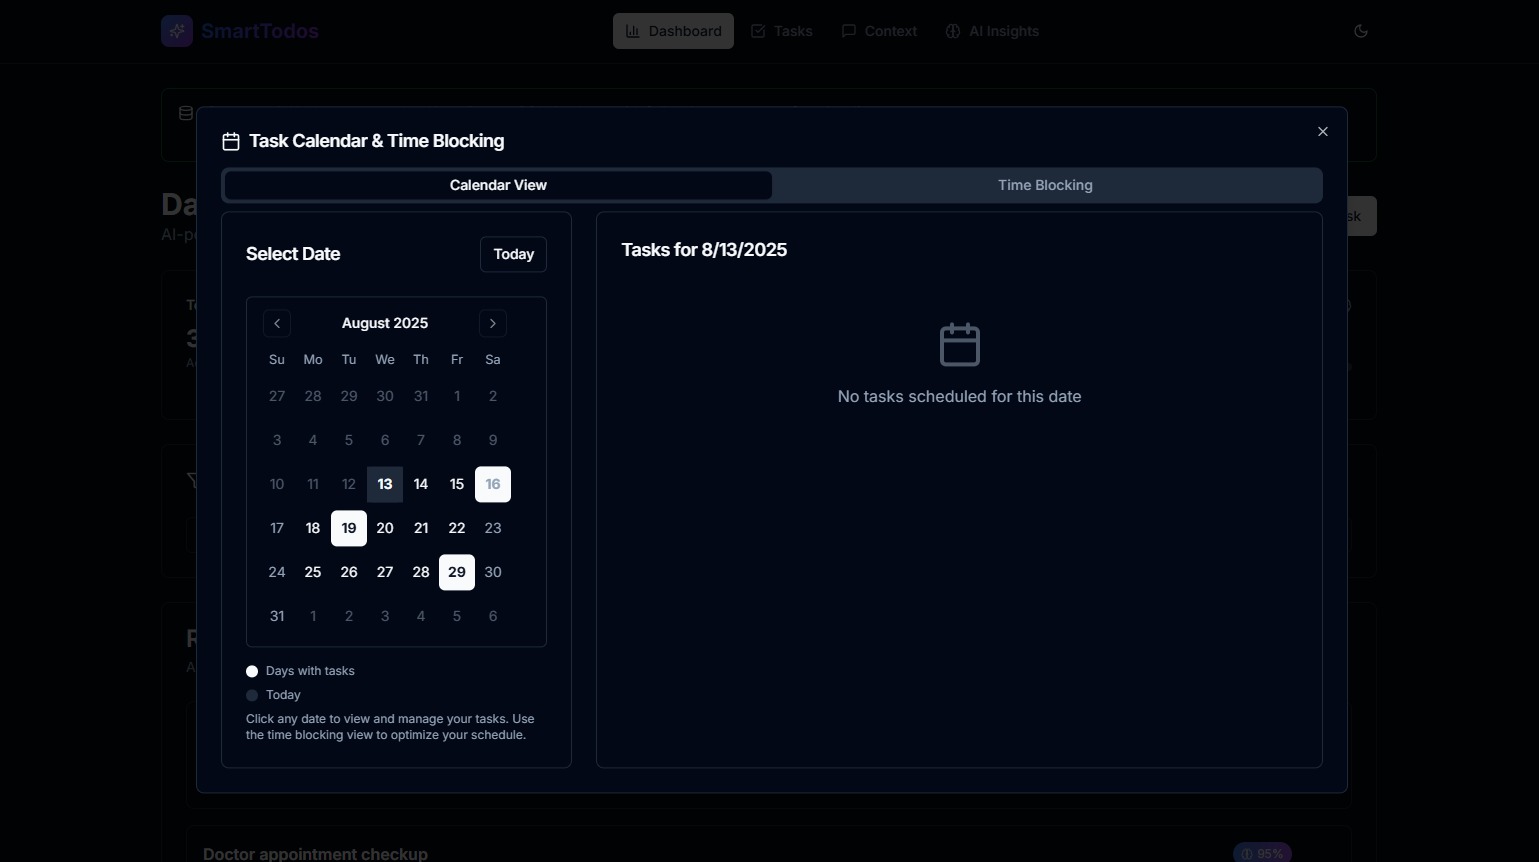 SmartTodos
Dashboard
Tasks
Context
AI Insights
Task Calendar & Time Blocking
Calendar View
Time Blocking
Select Date
Today
August 2025
Su Mo Tu We Th Fr Sa
27 28 29 30 31 1 2
3 4 5 6 7 8 9
10 11 12 13 14 15 16
17 18 19 20 21 22 23
24 25 26 27 28 29 30
31 1 2 3 4 5 6
Days with tasks
Today
Click any date to view and manage your tasks. Use
the time blocking view to optimize your schedule.
Tasks for 8/13/2025
No tasks scheduled for this date
Doctor appointment checkup
95%